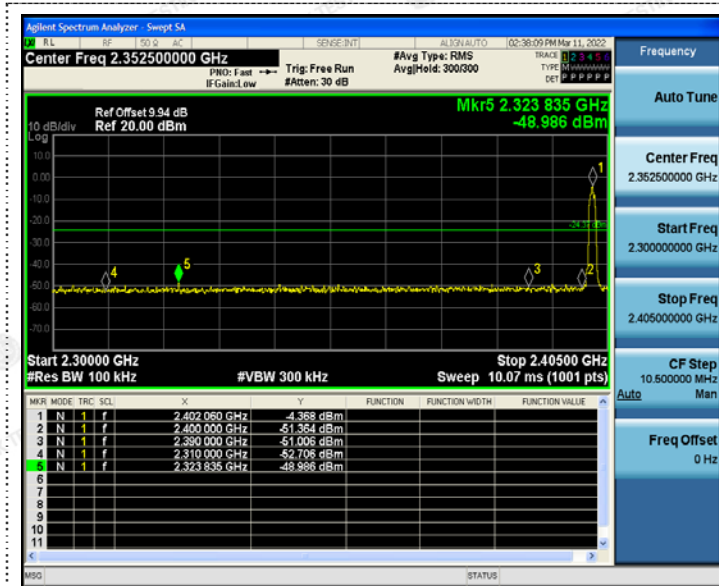 Agilent Spectrum Analyzer - Swept SA
RL RF 50 Ω AC SENSE:INT ALIGN AUTO 02:38:09 PM Mar 11, 2022
Center Freq 2.352500000 GHz
PNO: Fast
IFGain:Low
Trig: Free Run
#Atten: 30 dB
#Avg Type: RMS
Avg|Hold: 300/300
TRACE 1 2 3 4 5 6
TYPE M
DET P P P P P P
Ref Offset 9.94 dB
10 dB/div Ref 20.00 dBm
Log
Mkr5 2.323 835 GHz
-48.986 dBm
10.0
0.00
-10.0
-20.0
-30.0
-40.0
-50.0
-60.0
-70.0
1
-24.37 dBm
4
5
3
2
Start 2.30000 GHz Stop 2.40500 GHz
#Res BW 100 kHz #VBW 300 kHz Sweep 10.07 ms (1001 pts)
MKR MODE TRC SCL X Y FUNCTION FUNCTION WIDTH FUNCTION VALUE
1 N 1 f 2.402 060 GHz -4.368 dBm
2 N 1 f 2.400 000 GHz -51.364 dBm
3 N 1 f 2.390 000 GHz -51.006 dBm
4 N 1 f 2.310 000 GHz -52.706 dBm
5 N 1 f 2.323 835 GHz -48.986 dBm
6
7
8
9
10
11
MSG STATUS
Frequency
Auto Tune
Center Freq
2.352500000 GHz
Start Freq
2.300000000 GHz
Stop Freq
2.405000000 GHz
CF Step
10.500000 MHz
Auto Man
Freq Offset
0 Hz